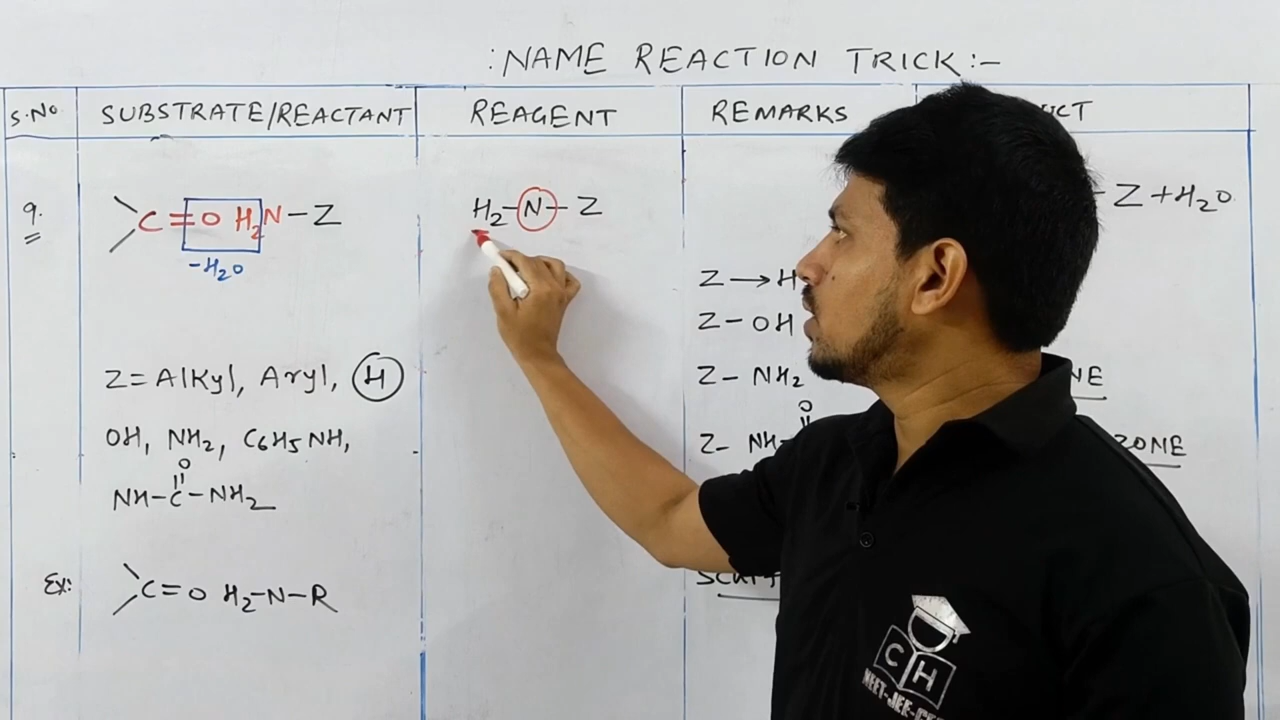 :NAME REACTION TRICK:-
S.No. SUBSTRATE/REACTANT REAGENT REMARKS
9. C=O H2N-Z H2-N-Z -Z+H2O
-H2O
Z→H
Z-OH
Z=Alkyl, Aryl, H Z-NH2
OH, NH2, C6H5NH, Z-NH- ZONE
O
NH-C-NH2
Ex: C=O H2-N-R
CH